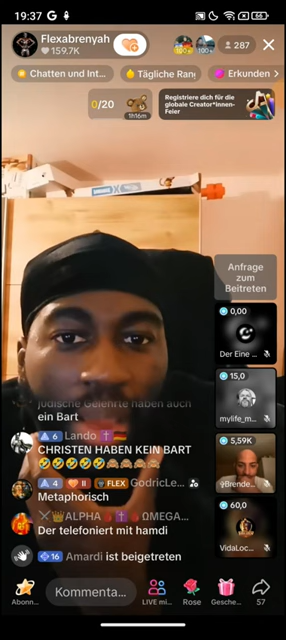 19:37 G
66
Flexabrenyah
159.7K
287
Chatten und Int...
Tägliche Rang
Erkunden >
0/20
1h16m
Registriere dich für die
globale Creator*innen-
Feier
Anfrage
zum
Beitreten
0,00
Der Eine ...
15,0
mylife_m...
5,59K
Brende...
60,0
VidaLoc...
jüdische Gelehrte haben auch
ein Bart
6 Lando
CHRISTEN HABEN KEIN BART
4 II FLEX GodricLe...
Metaphorisch
ALPHA ΩMEGA...
Der telefoniert mit hamdi
16 Amardi ist beigetreten
Abonn...
Kommenta...
LIVE mi...
Rose
Gesche...
57